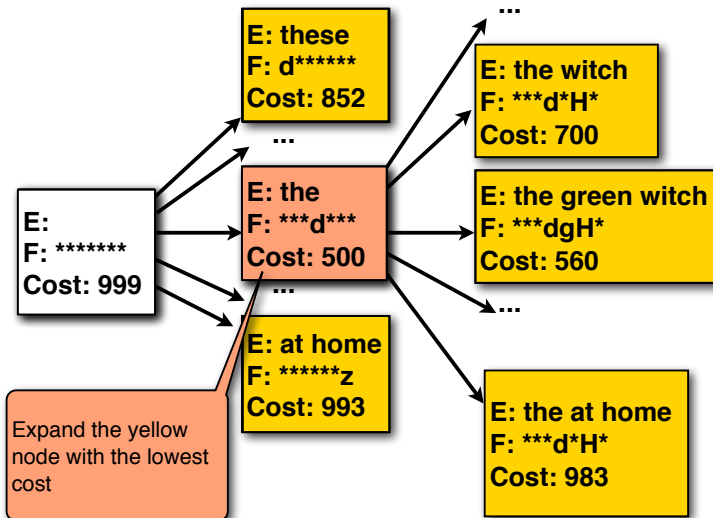 E:
F: *******
Cost: 999
E: these
F: d******
Cost: 852
...
E: the
F: ***d***
Cost: 500
...
E: at home
F: ******z
Cost: 993
...
E: the witch
F: ***d*H*
Cost: 700
E: the green witch
F: ***dgH*
Cost: 560
...
E: the at home
F: ***d*H*
Cost: 983
Expand the yellow
node with the lowest
cost